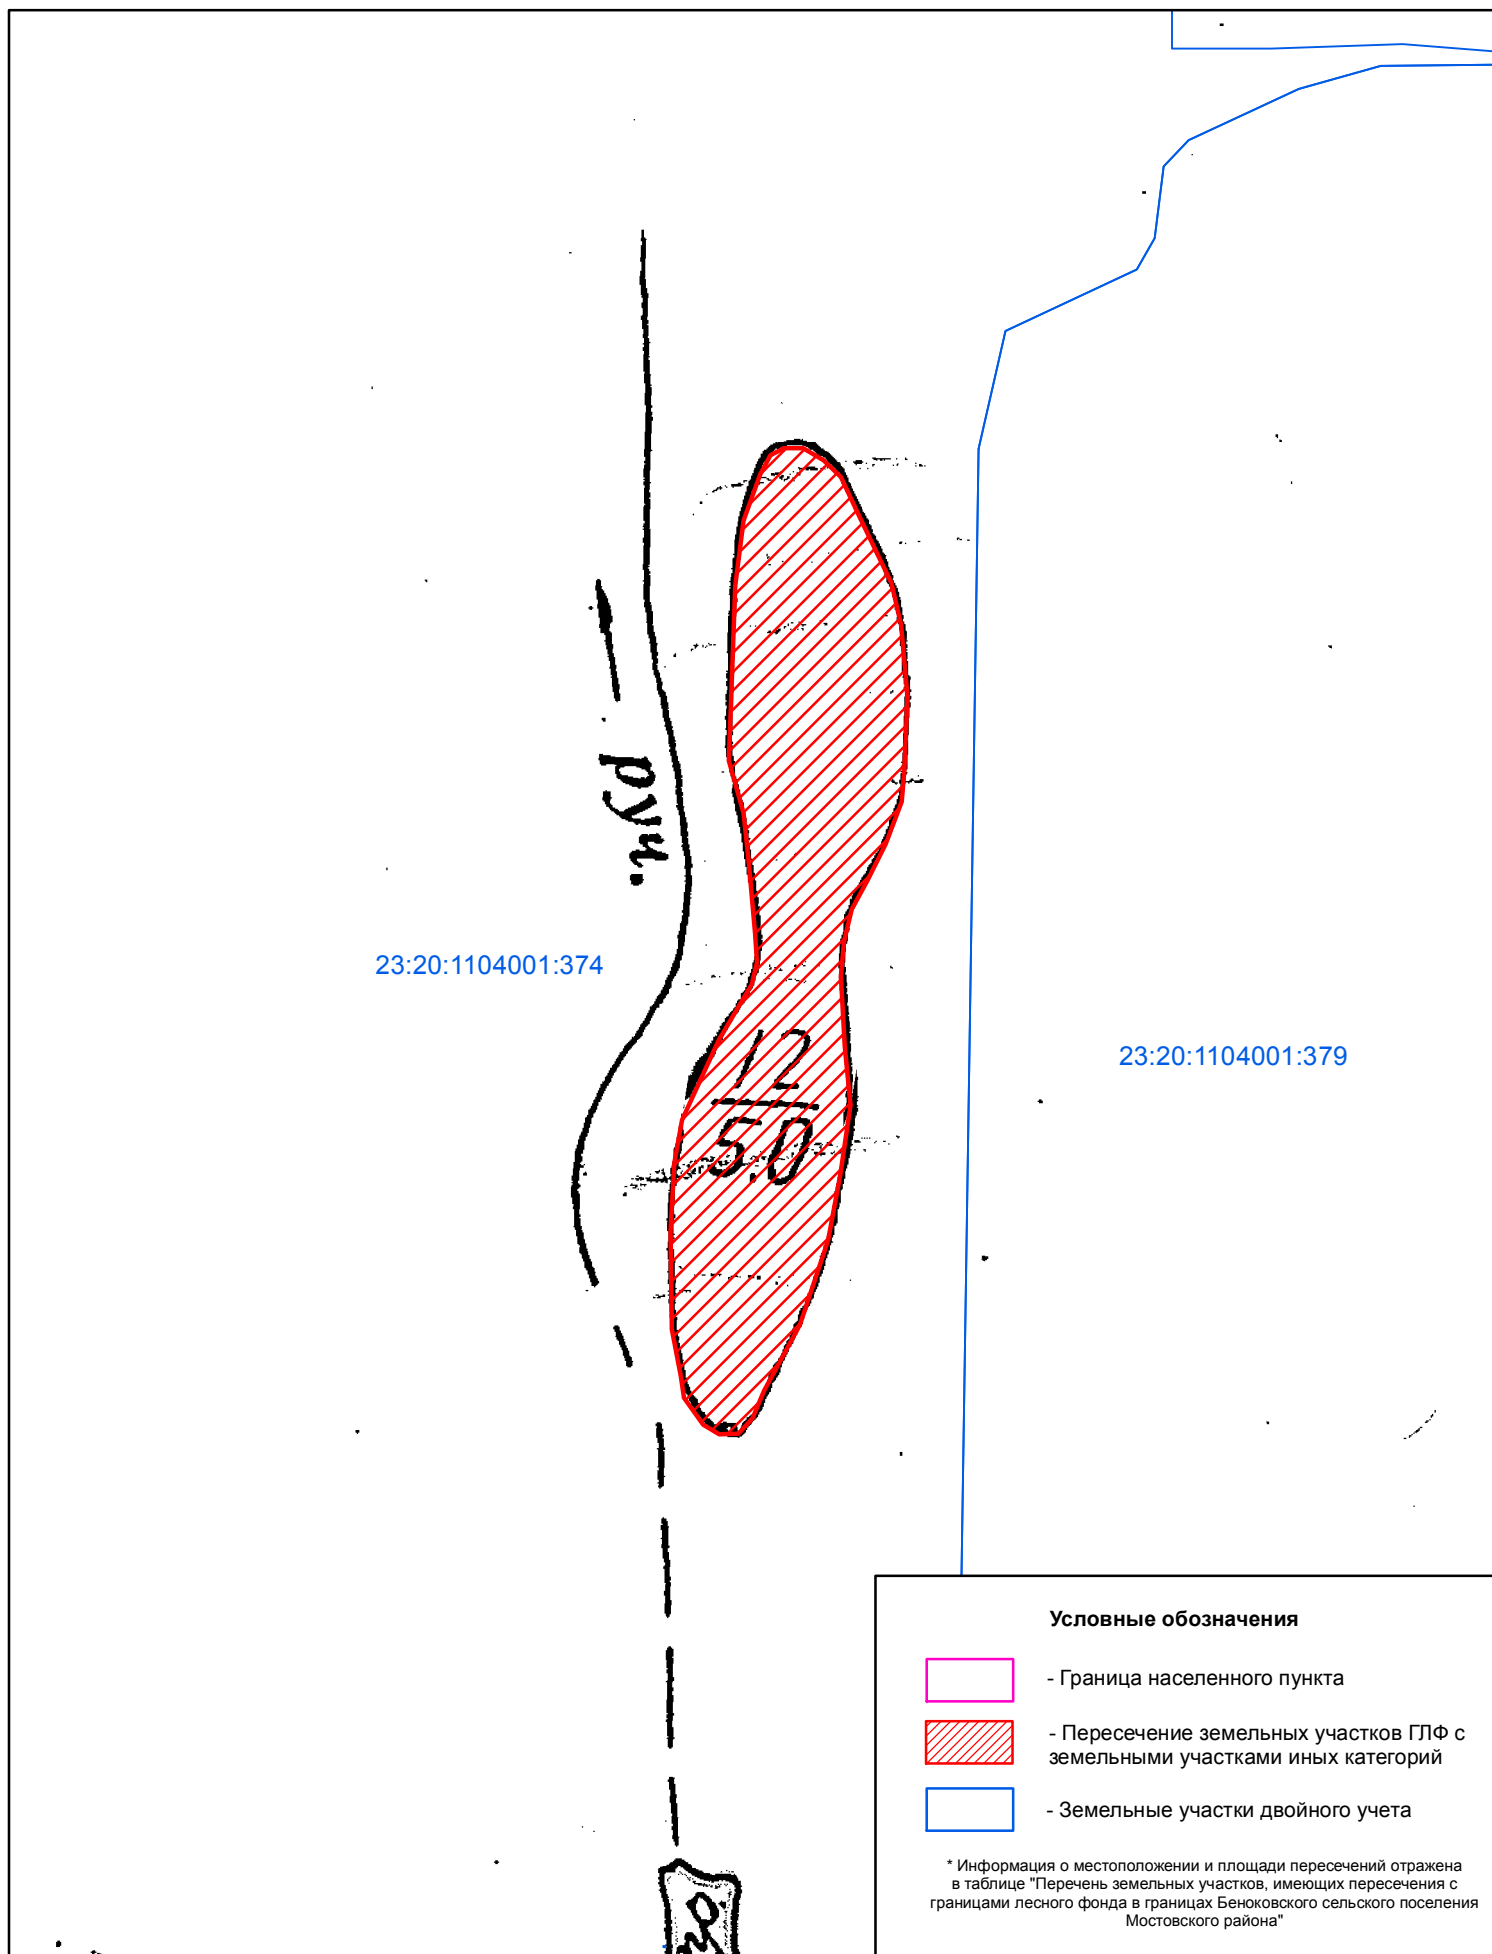 руч.
23:20:1104001:374
23:20:1104001:379
12
5.0
Условные обозначения
- Граница населенного пункта
- Пересечение земельных участков ГЛФ с
земельными участками иных категорий
- Земельные участки двойного учета
* Информация о местоположении и площади пересечений отражена
в таблице "Перечень земельных участков, имеющих пересечения с
границами лесного фонда в границах Беноковского сельского поселения
Мостовского района"